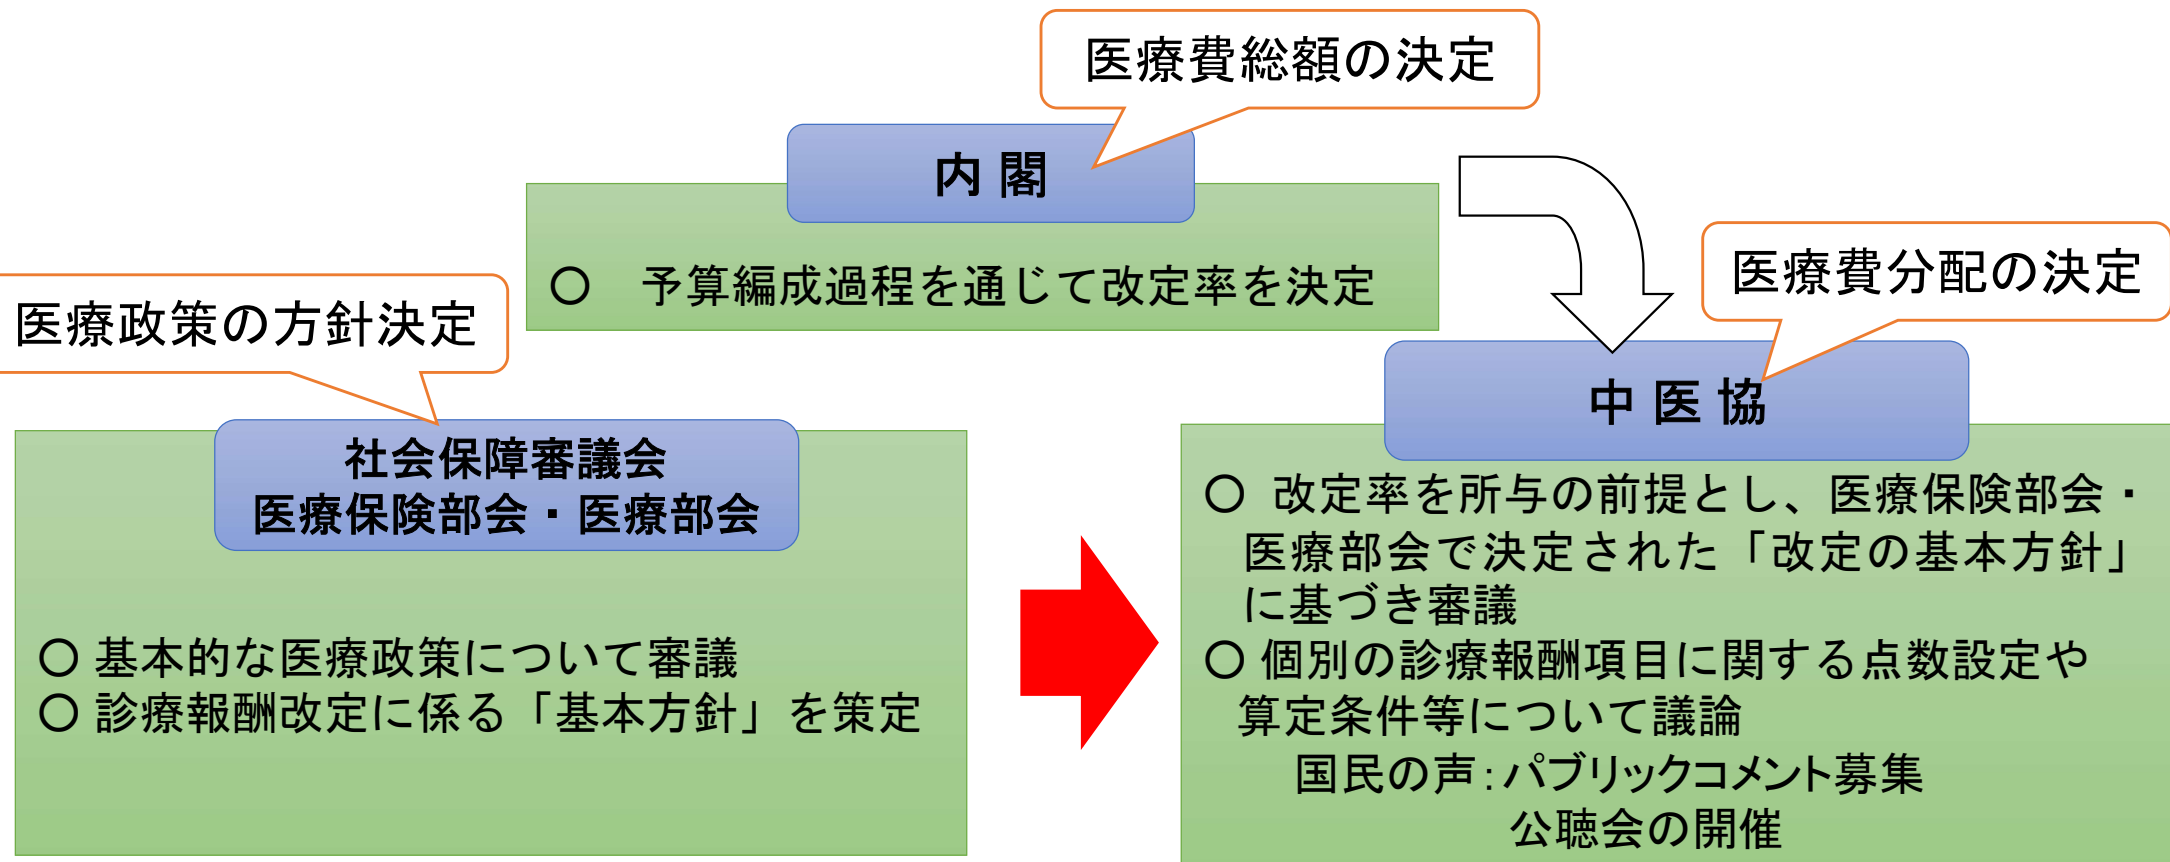 医療費総額の決定
内 閣
〇　予算編成過程を通じて改定率を決定
医療政策の方針決定
社会保障審議会
医療保険部会・医療部会
〇 基本的な医療政策について審議
〇 診療報酬改定に係る「基本方針」を策定
医療費分配の決定
中 医 協
〇 改定率を所与の前提とし、医療保険部会・
医療部会で決定された「改定の基本方針」
に基づき審議
〇 個別の診療報酬項目に関する点数設定や
算定条件等について議論
国民の声：パブリックコメント募集
公聴会の開催